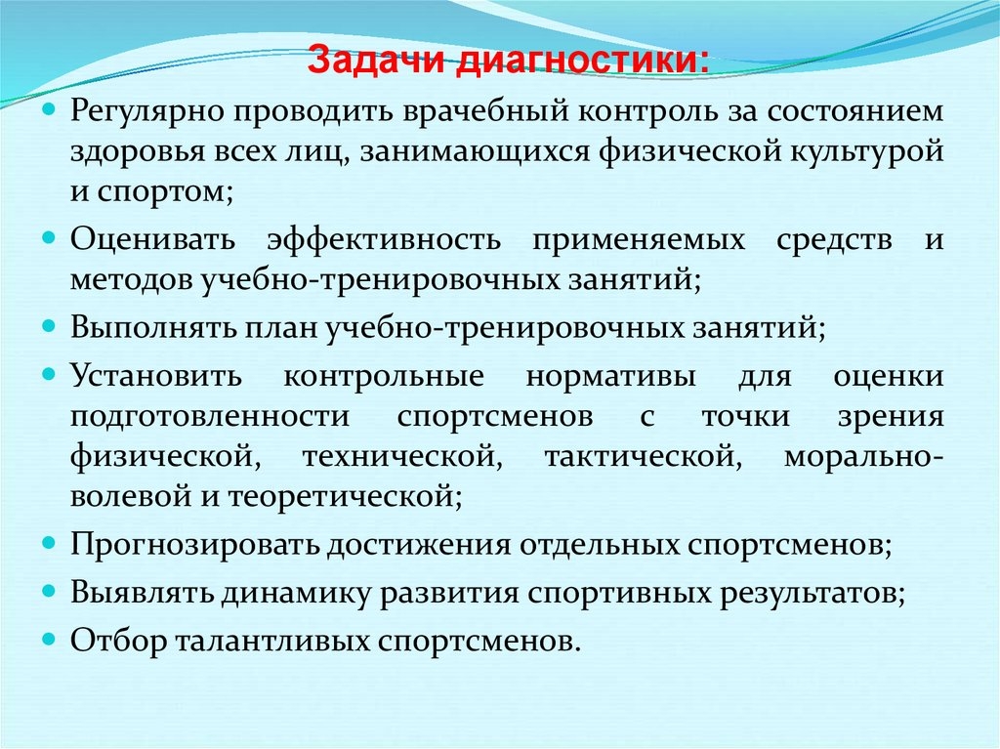 Задачи диагностики:
• Регулярно проводить врачебный контроль за состоянием
здоровья всех лиц, занимающихся физической культурой
и спортом;
• Оценивать эффективность применяемых средств и
методов учебно-тренировочных занятий;
• Выполнять план учебно-тренировочных занятий;
• Установить контрольные нормативы для оценки
подготовленности спортсменов с точки зрения
физической, технической, тактической, морально-
волевой и теоретической;
• Прогнозировать достижения отдельных спортсменов;
• Выявлять динамику развития спортивных результатов;
• Отбор талантливых спортсменов.